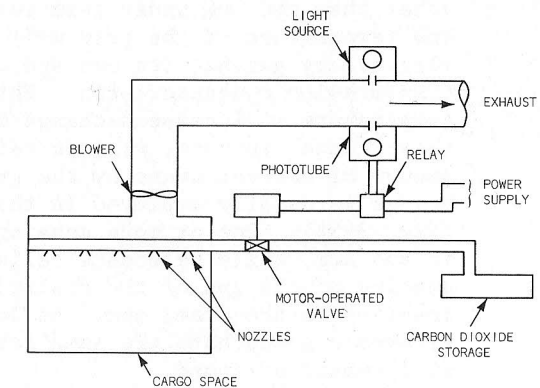 LIGHT
SOURCE
EXHAUST
BLOWER
PHOTOTUBE
RELAY
POWER
SUPPLY
MOTOR-OPERATED
VALVE
NOZZLES
CARBON DIOXIDE
STORAGE
CARGO SPACE